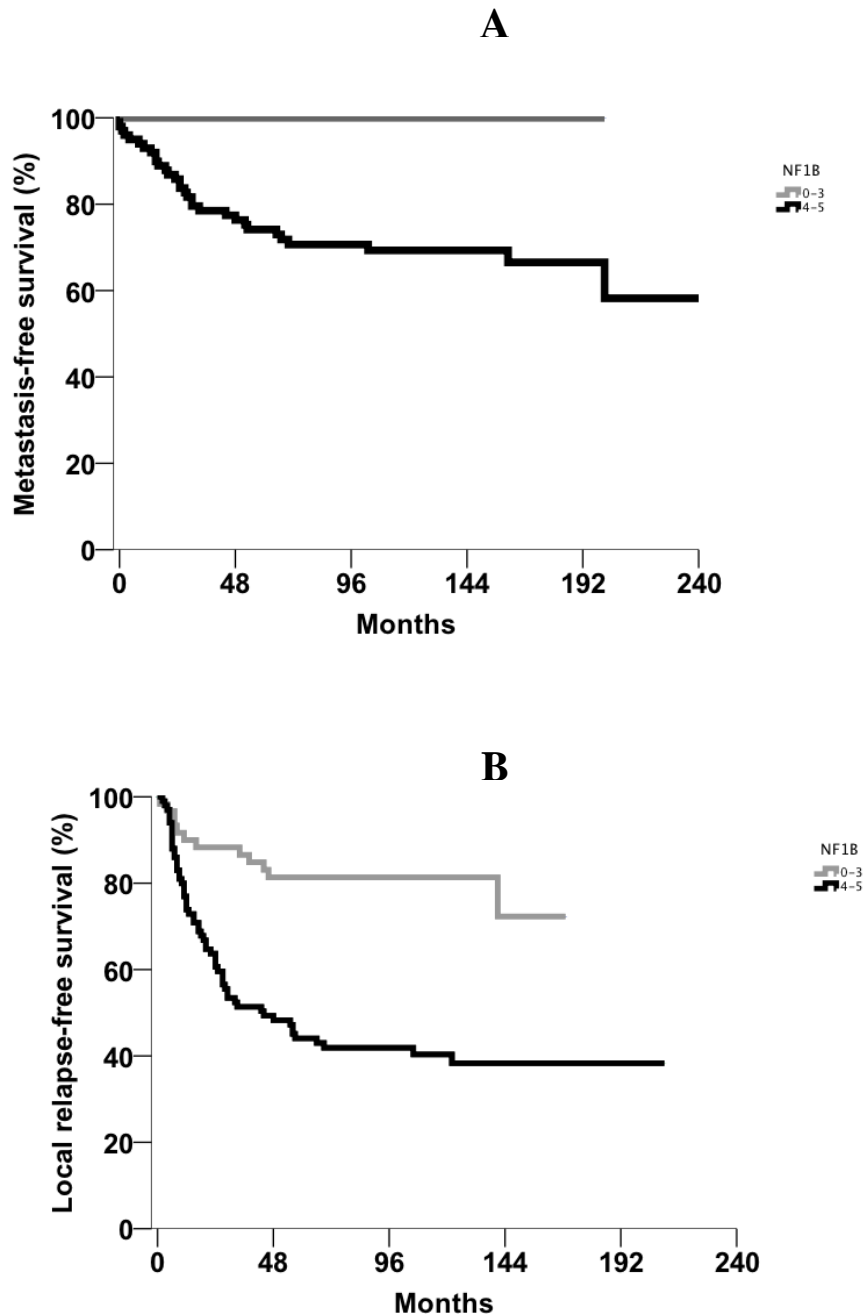 A
Metastasis-free survival (%)
100
80
60
40
20
0
0 48 96 144 192 240
Months
NF1B
0-3
4-5
B
Local relapse-free survival (%)
100
80
60
40
20
0
0 48 96 144 192 240
Months
NF1B
0-3
4-5